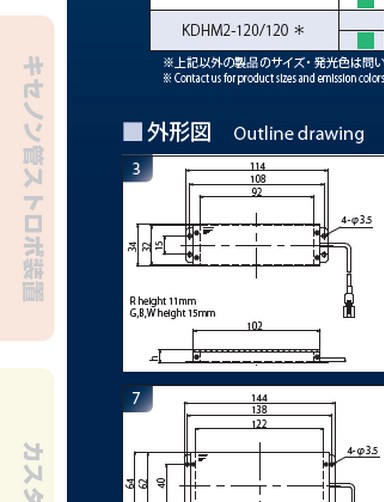 KDHM2-120/120 ＊
※上記以外の製品のサイズ・発光色は問い
※ Contact us for product sizes and emission colors
キセノン管ストロボ装置
カスタ
外形図 Outline drawing
3
114
108
92
4-φ3.5
34
32
15
R height 11mm
G,B,W height 15mm
102
h
7
144
138
122
4-φ3.5
64
62
40